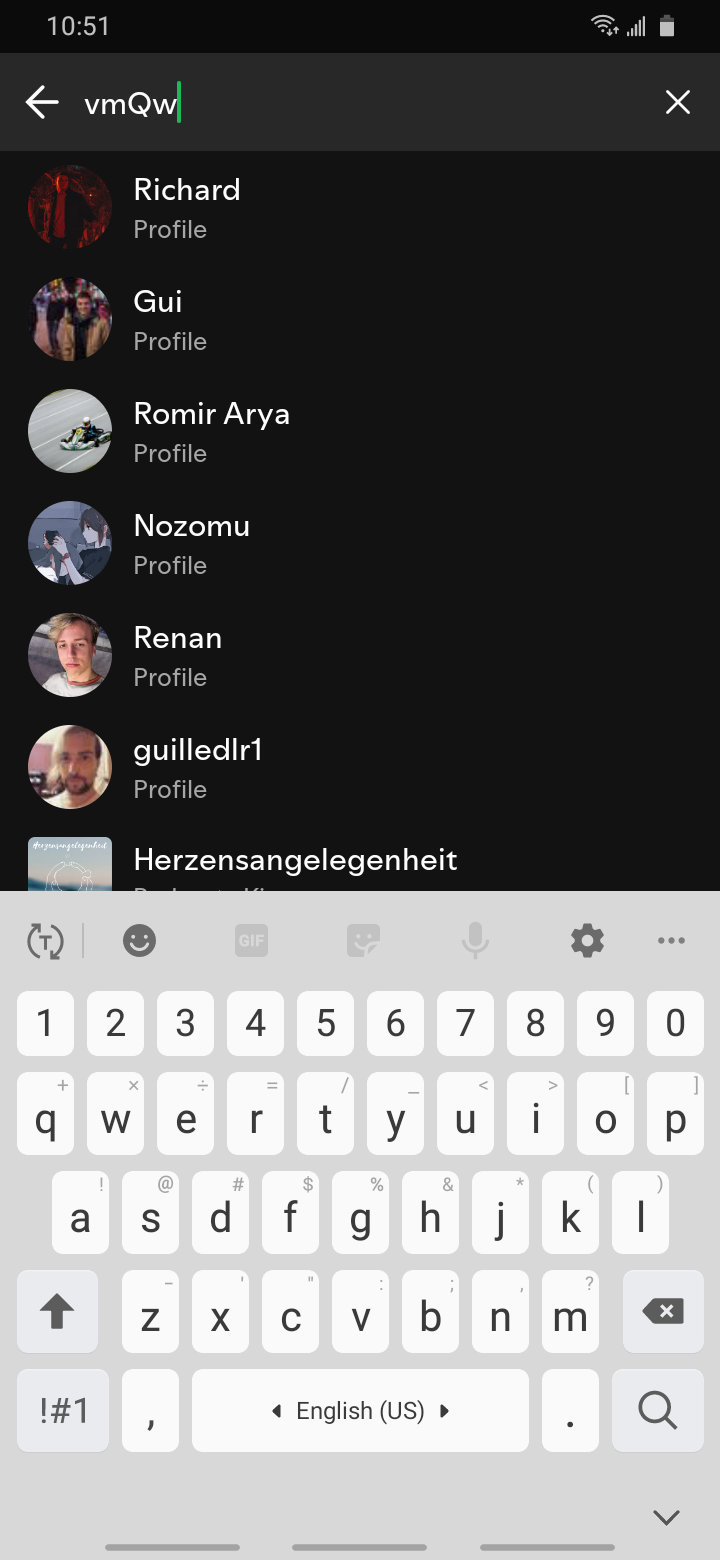 10:51
vmQw
Richard
Profile
Gui
Profile
Romir Arya
Profile
Nozomu
Profile
Renan
Profile
guilledlr1
Profile
Herzensangelegenheit
Herzensangelegenheit
T GIF
1 2 3 4 5 6 7 8 9 0
+ × ÷ = / _ < > [ ]
q w e r t y u i o p
! @ # $ % & * ( )
a s d f g h j k l
- ' " : ; , ?
z x c v b n m
!#1 , English (US) .